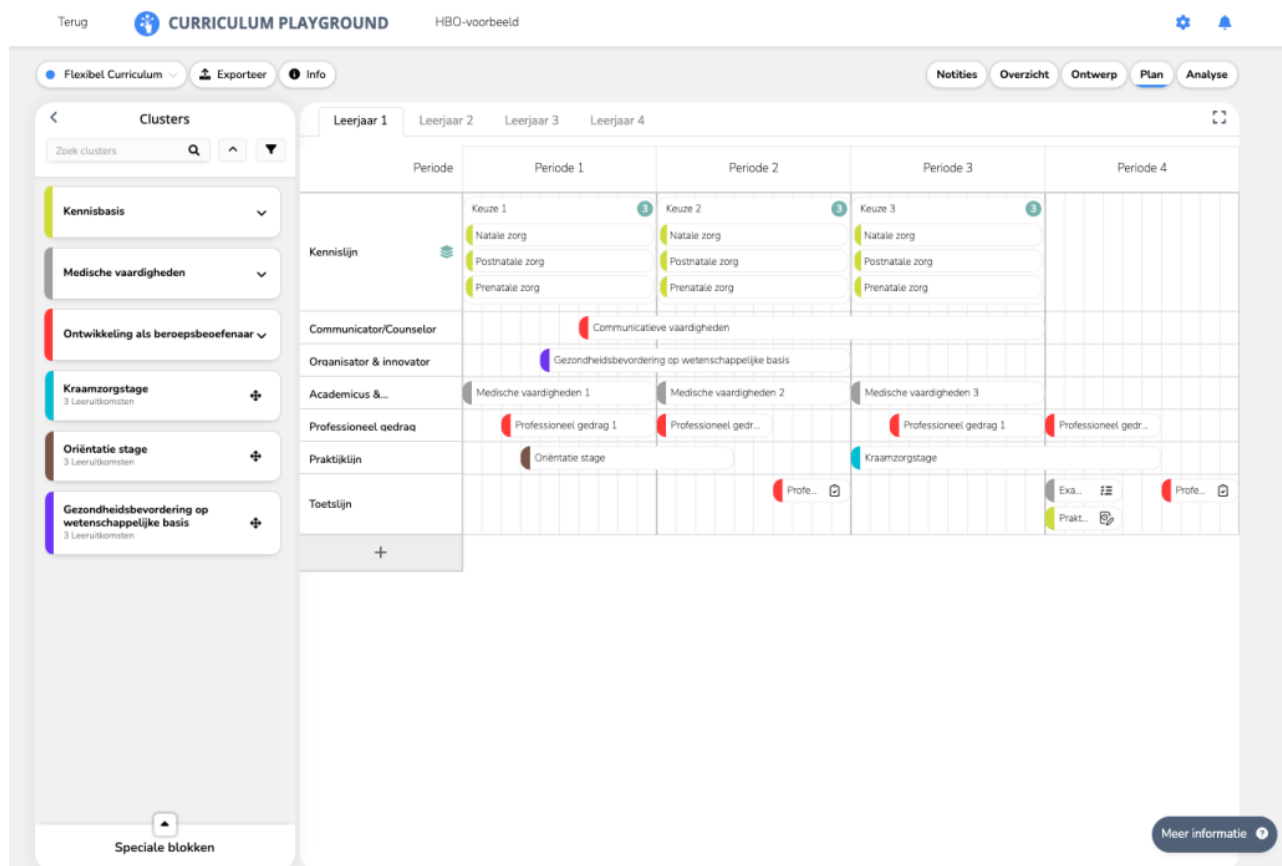 Terug
CURRICULUM PLAYGROUND
HBO-voorbeeld
Flexibel Curriculum
Exporteer
Info
Notities
Overzicht
Ontwerp
Plan
Analyse
Clusters
Zoek clusters
Kennisbasis
Medische vaardigheden
Ontwikkeling als beroepsbeoefenaar
Kraamzorgstage
3 Leeruitkomsten
Oriëntatie stage
3 Leeruitkomsten
Gezondheidsbevordering op
wetenschappelijke basis
3 Leeruitkomsten
Speciale blokken
Leerjaar 1
Leerjaar 2
Leerjaar 3
Leerjaar 4
Periode
Periode 1
Periode 2
Periode 3
Periode 4
Kennislijn
Keuze 1
3
Keuze 2
3
Keuze 3
3
Natale zorg
Natale zorg
Natale zorg
Postnatale zorg
Postnatale zorg
Postnatale zorg
Prenatale zorg
Prenatale zorg
Prenatale zorg
Communicator/Counselor
Communicatieve vaardigheden
Organisator & innovator
Gezondheidsbevordering op wetenschappelijke basis
Academicus &...
Medische vaardigheden 1
Medische vaardigheden 2
Medische vaardigheden 3
Professioneel gedrag
Professioneel gedrag 1
Professioneel gedr...
Professioneel gedrag 1
Professioneel gedr...
Praktijklijn
Oriëntatie stage
Kraamzorgstage
Toetslijn
Profe...
Exa...
Profe...
Prakt...
+
Meer informatie